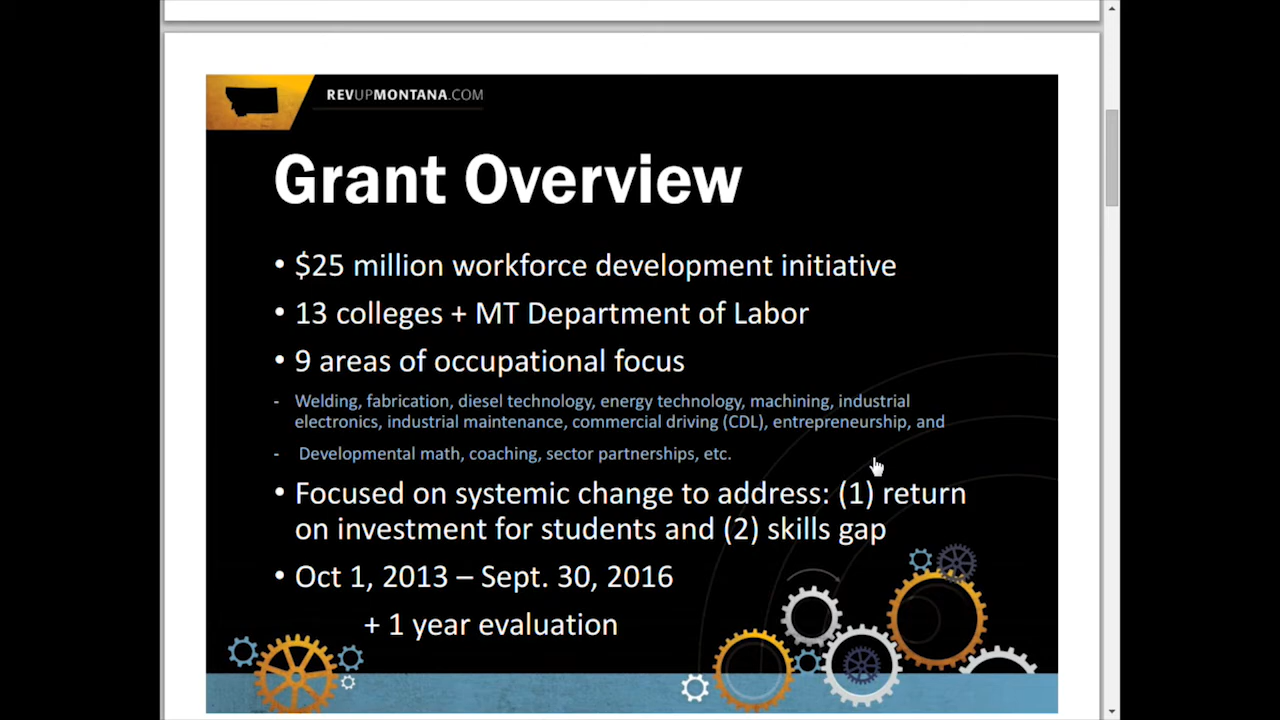 REVUPMONTANA.COM
Grant Overview
• $25 million workforce development initiative
• 13 colleges + MT Department of Labor
• 9 areas of occupational focus
- Welding, fabrication, diesel technology, energy technology, machining, industrial
electronics, industrial maintenance, commercial driving (CDL), entrepreneurship, and
- Developmental math, coaching, sector partnerships, etc.
• Focused on systemic change to address: (1) return
on investment for students and (2) skills gap
• Oct 1, 2013 – Sept. 30, 2016
+ 1 year evaluation